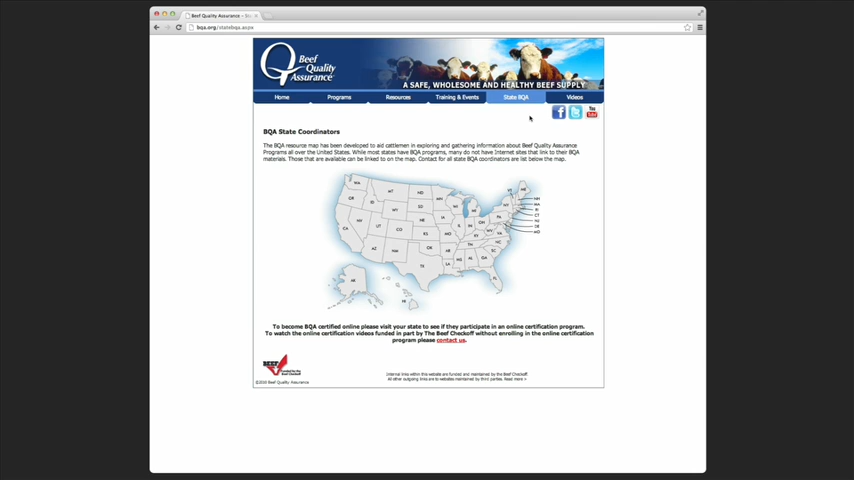 Beef Quality Assurance - Sta
bqa.org/statebqa.aspx
Beef
Quality
Assurance
A SAFE, WHOLESOME AND HEALTHY BEEF SUPPLY
Home Programs Resources Training & Events State BQA Videos
You
Tube
BQA State Coordinators
The BQA resource map has been developed to aid cattlemen in exploring and gathering information about Beef Quality Assurance
Programs all over the United States. While most states have BQA programs, many do not have Internet sites that link to their BQA
materials. Those that are available can be linked to on the map. Contact for all state BQA coordinators are list below the map.
WA MT ND MN WI MI VT ME
OR ID WY SD IA NH
MA
RI
CT
NV UT CO NE IL IN OH PA NJ
DE
MD
CA KS MO KY WV VA
AZ NM OK AR TN NC
TX LA MS AL GA SC
FL
AK HI
To become BQA certified online please visit your state to see if they participate in an online certification program.
To watch the online certification videos funded in part by The Beef Checkoff without enrolling in the online certification
program please contact us.
BEEF
Funded by the
Beef Checkoff
Internal links within this website are funded and maintained by the Beef Checkoff.
All other outgoing links are to websites maintained by third parties. Read more >
©2010 Beef Quality Assurance